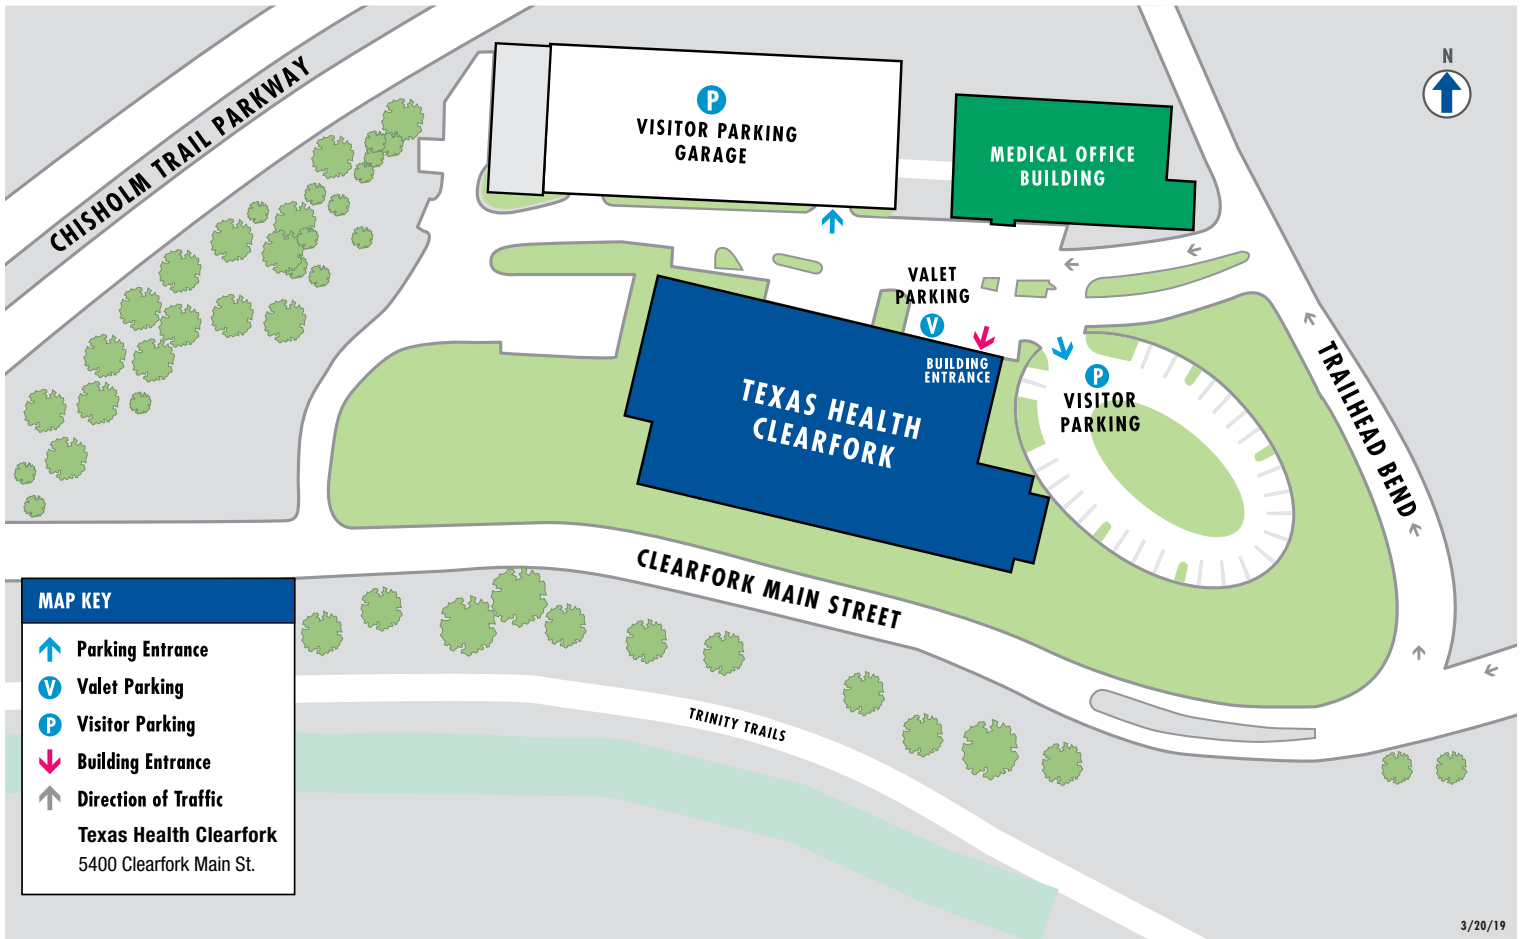 CHISHOLM TRAIL PARKWAY
P
VISITOR PARKING
GARAGE
MEDICAL OFFICE
BUILDING
N
VALET
PARKING
V
BUILDING
ENTRANCE
P
VISITOR
PARKING
TEXAS HEALTH
CLEARFORK
TRAILHEAD BEND
CLEARFORK MAIN STREET
TRINITY TRAILS
MAP KEY
Parking Entrance
V Valet Parking
P Visitor Parking
Building Entrance
Direction of Traffic
Texas Health Clearfork
5400 Clearfork Main St.
3/20/19